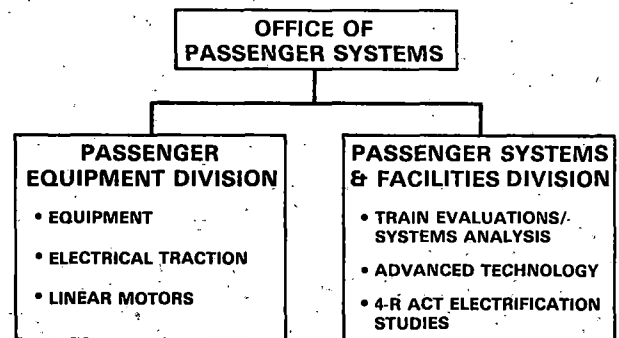 OFFICE OF
PASSENGER SYSTEMS
PASSENGER
EQUIPMENT DIVISION
• EQUIPMENT
• ELECTRICAL TRACTION
• LINEAR MOTORS
PASSENGER SYSTEMS
& FACILITIES DIVISION
• TRAIN EVALUATIONS/
SYSTEMS ANALYSIS
• ADVANCED TECHNOLOGY
• 4-R ACT ELECTRIFICATION
STUDIES